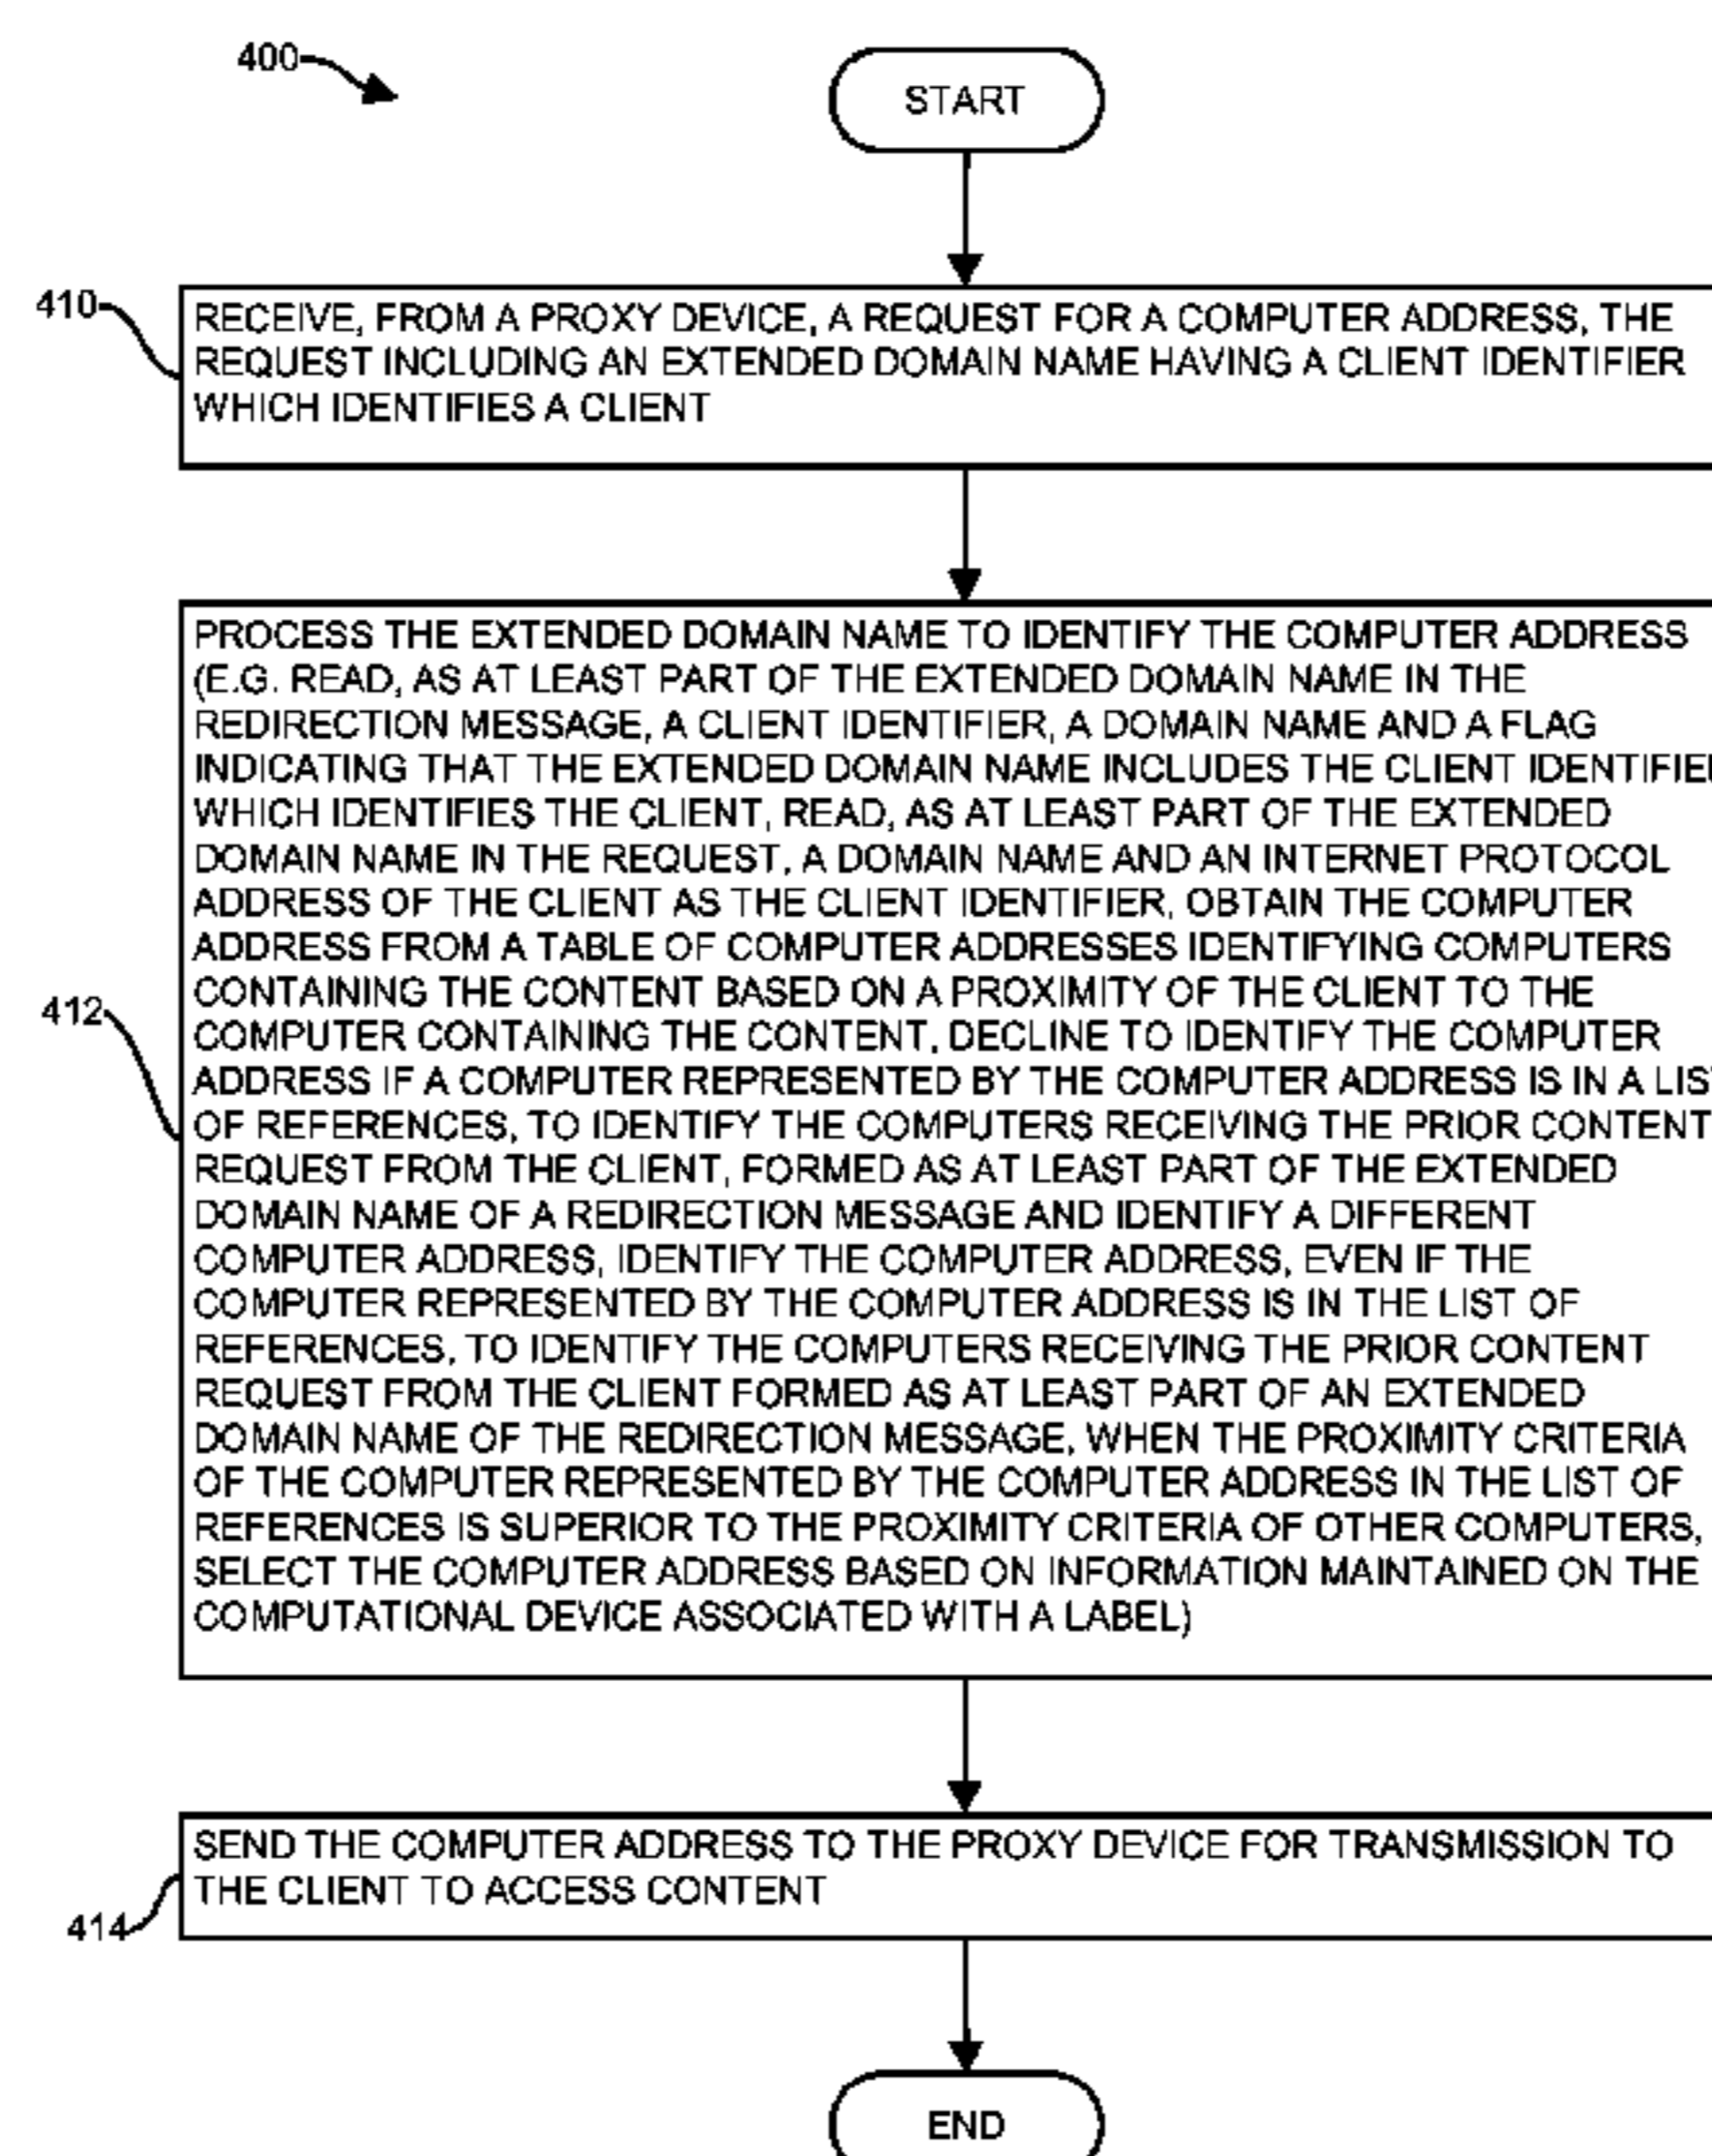 400
START
410
RECEIVE, FROM A PROXY DEVICE, A REQUEST FOR A COMPUTER ADDRESS, THE
REQUEST INCLUDING AN EXTENDED DOMAIN NAME HAVING A CLIENT IDENTIFIER
WHICH IDENTIFIES A CLIENT
PROCESS THE EXTENDED DOMAIN NAME TO IDENTIFY THE COMPUTER ADDRESS
(E.G. READ, AS AT LEAST PART OF THE EXTENDED DOMAIN NAME IN THE
REDIRECTION MESSAGE, A CLIENT IDENTIFIER, A DOMAIN NAME AND A FLAG
INDICATING THAT THE EXTENDED DOMAIN NAME INCLUDES THE CLIENT
WHICH IDENTIFIES THE CLIENT, READ, AS AT LEAST PART OF THE EXTENDED
DOMAIN NAME IN THE REQUEST, A DOMAIN NAME AND AN INTERNET PROTOCOL
ADDRESS OF THE CLIENT AS THE CLIENT IDENTIFIER, OBTAIN THE COMPUTER
ADDRESS FROM A TABLE OF COMPUTER ADDRESSES IDENTIFYING COMPUTERS
CONTAINING THE CONTENT BASED ON A PROXIMITY OF THE CLIENT TO THE
412
COMPUTER CONTAINING THE CONTENT, DECLINE TO IDENTIFY THE COMPUTER
ADDRESS IF A COMPUTER REPRESENTED BY THE COMPUTER ADDRESS IS IN A
OF REFERENCES, TO IDENTIFY THE COMPUTERS RECEIVING THE PRIOR CONTENT
REQUEST FROM THE CLIENT, FORMED AS AT LEAST PART OF THE EXTENDED
DOMAIN NAME OF A REDIRECTION MESSAGE AND IDENTIFY A DIFFERENT
COMPUTER ADDRESS, IDENTIFY THE COMPUTER ADDRESS, EVEN IF THE
COMPUTER REPRESENTED BY THE COMPUTER ADDRESS IS IN THE LIST OF
REFERENCES, TO IDENTIFY THE COMPUTERS RECEIVING THE PRIOR CONTENT
REQUEST FROM THE CLIENT FORMED AS AT LEAST PART OF AN EXTENDED
DOMAIN NAME OF THE REDIRECTION MESSAGE, WHEN THE PROXIMITY CRITERIA
OF THE COMPUTER REPRESENTED BY THE COMPUTER ADDRESS IN THE LIST OF
REFERENCES IS SUPERIOR TO THE PROXIMITY CRITERIA OF OTHER COMPUTERS,
SELECT THE COMPUTER ADDRESS BASED ON INFORMATION MAINTAINED ON THE
COMPUTATIONAL DEVICE ASSOCIATED WITH A LABEL)
SEND THE COMPUTER ADDRESS TO THE PROXY DEVICE FOR TRANSMISSION TO
THE CLIENT TO ACCESS CONTENT
414
END